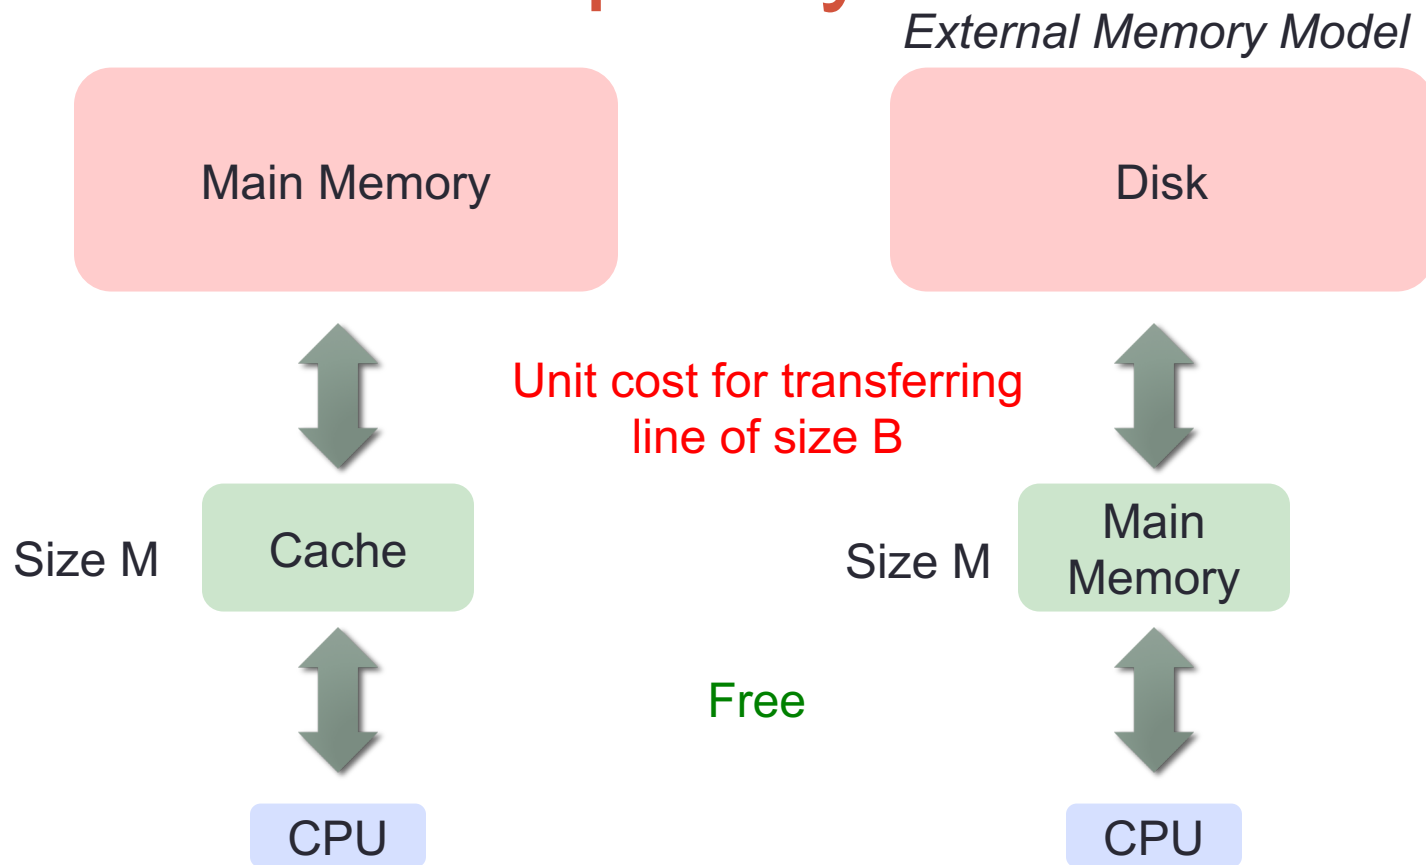 External Memory Model
Main Memory
Disk
Unit cost for transferring
line of size B
Size M
Cache
Size M
Main
Memory
Free
CPU
CPU